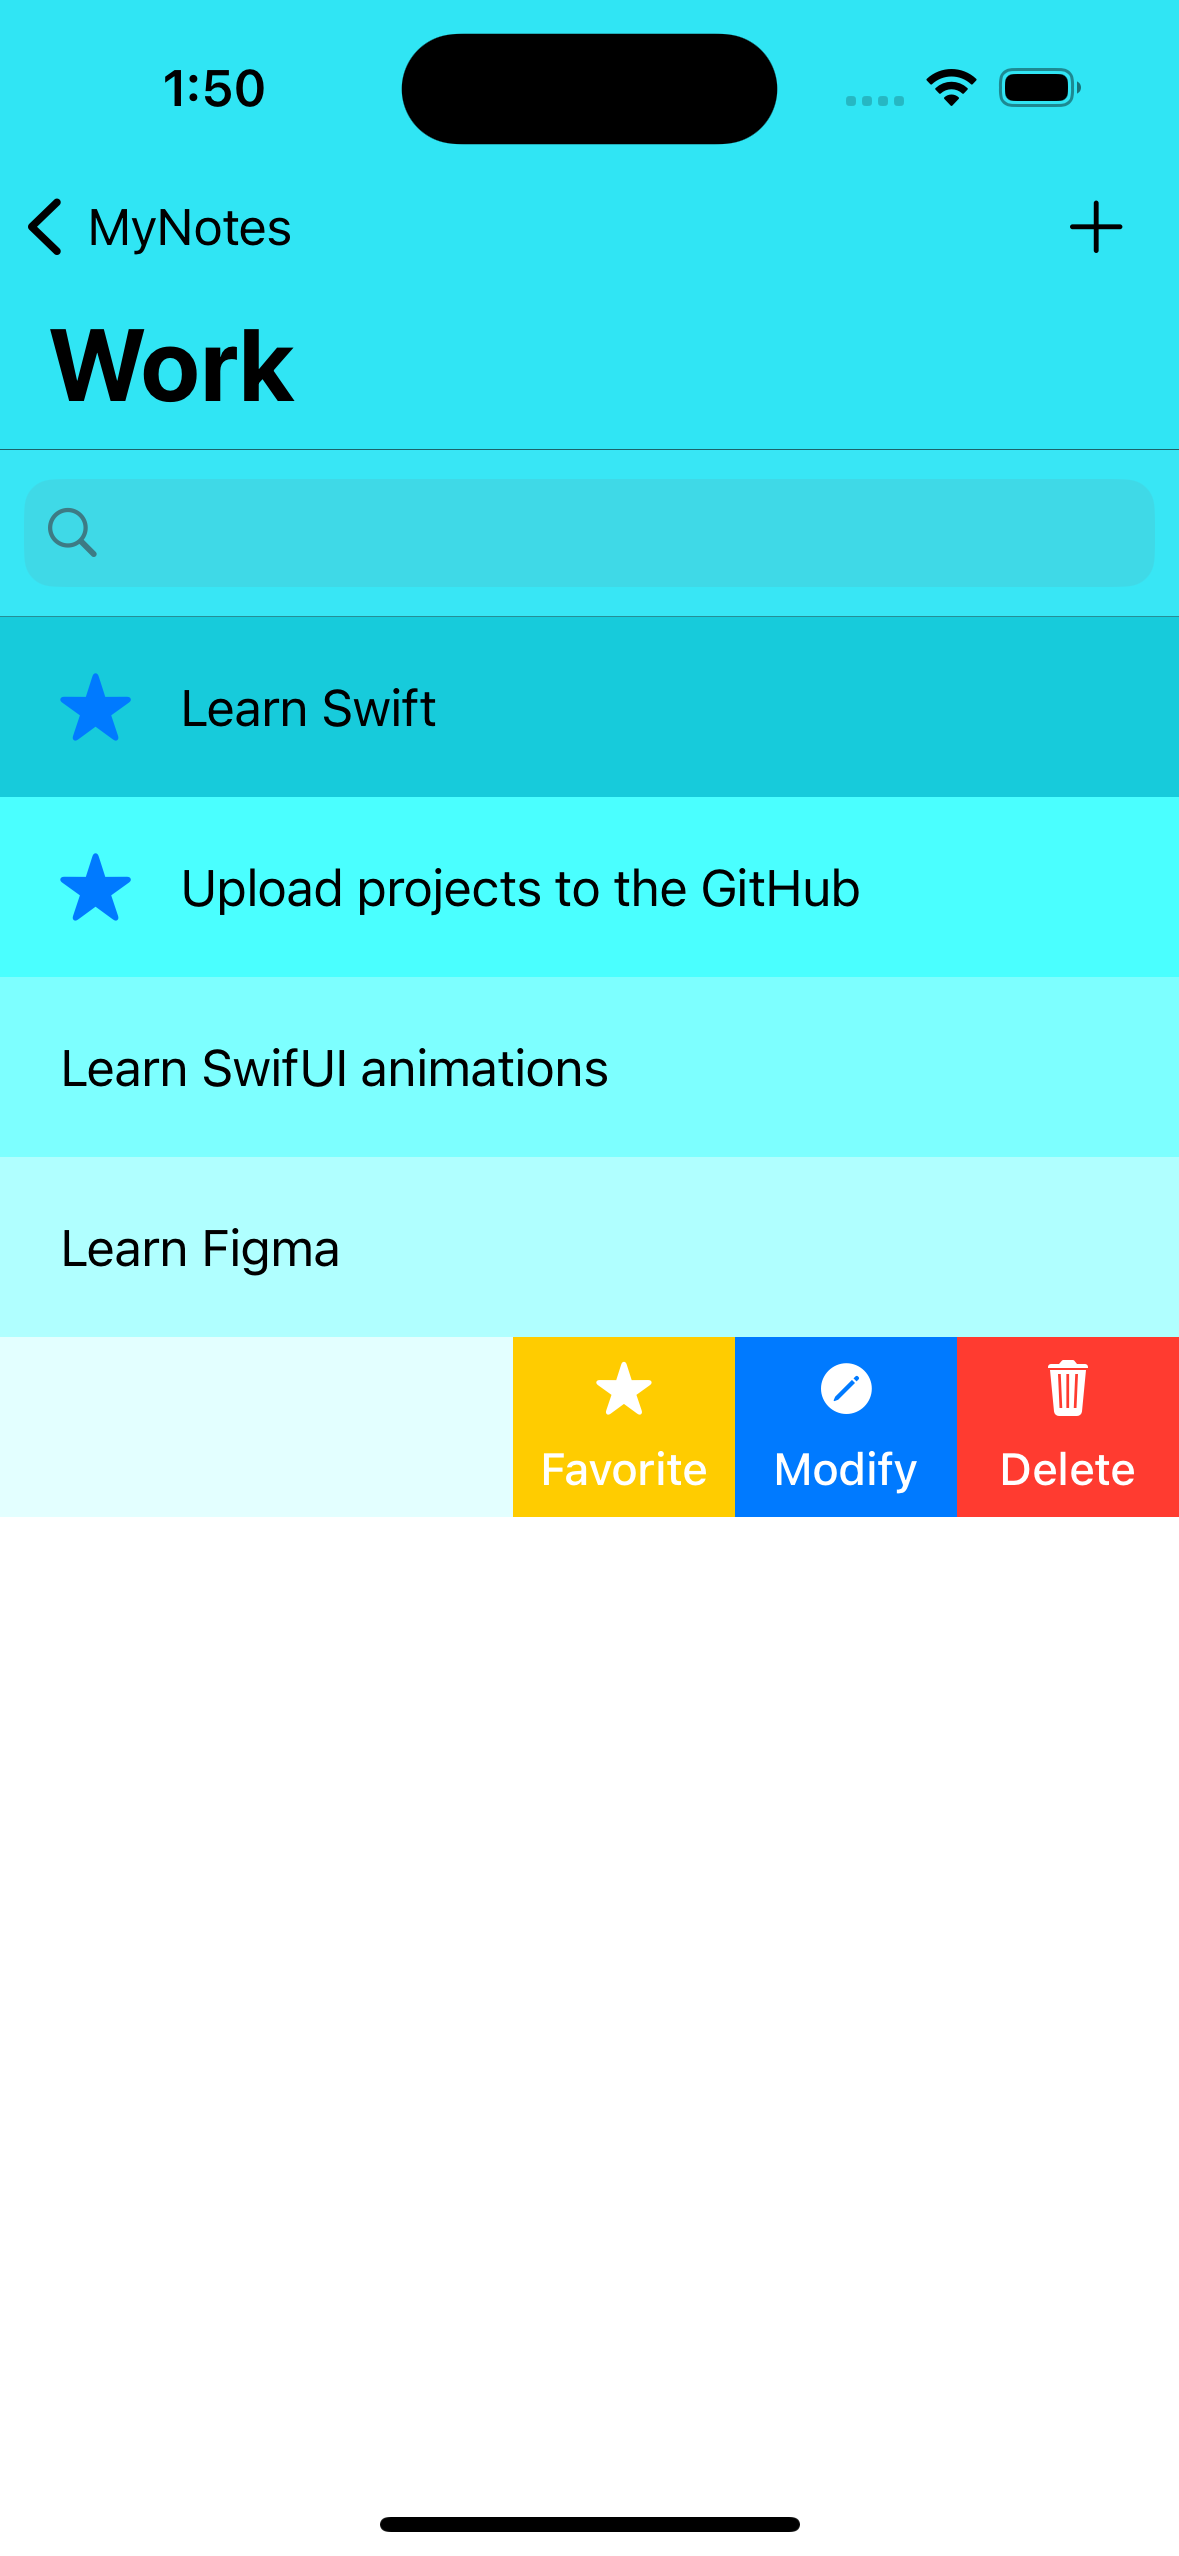 1:50
MyNotes
Work
Learn Swift
Upload projects to the GitHub
Learn SwifUI animations
Learn Figma
Favorite
Modify
Delete